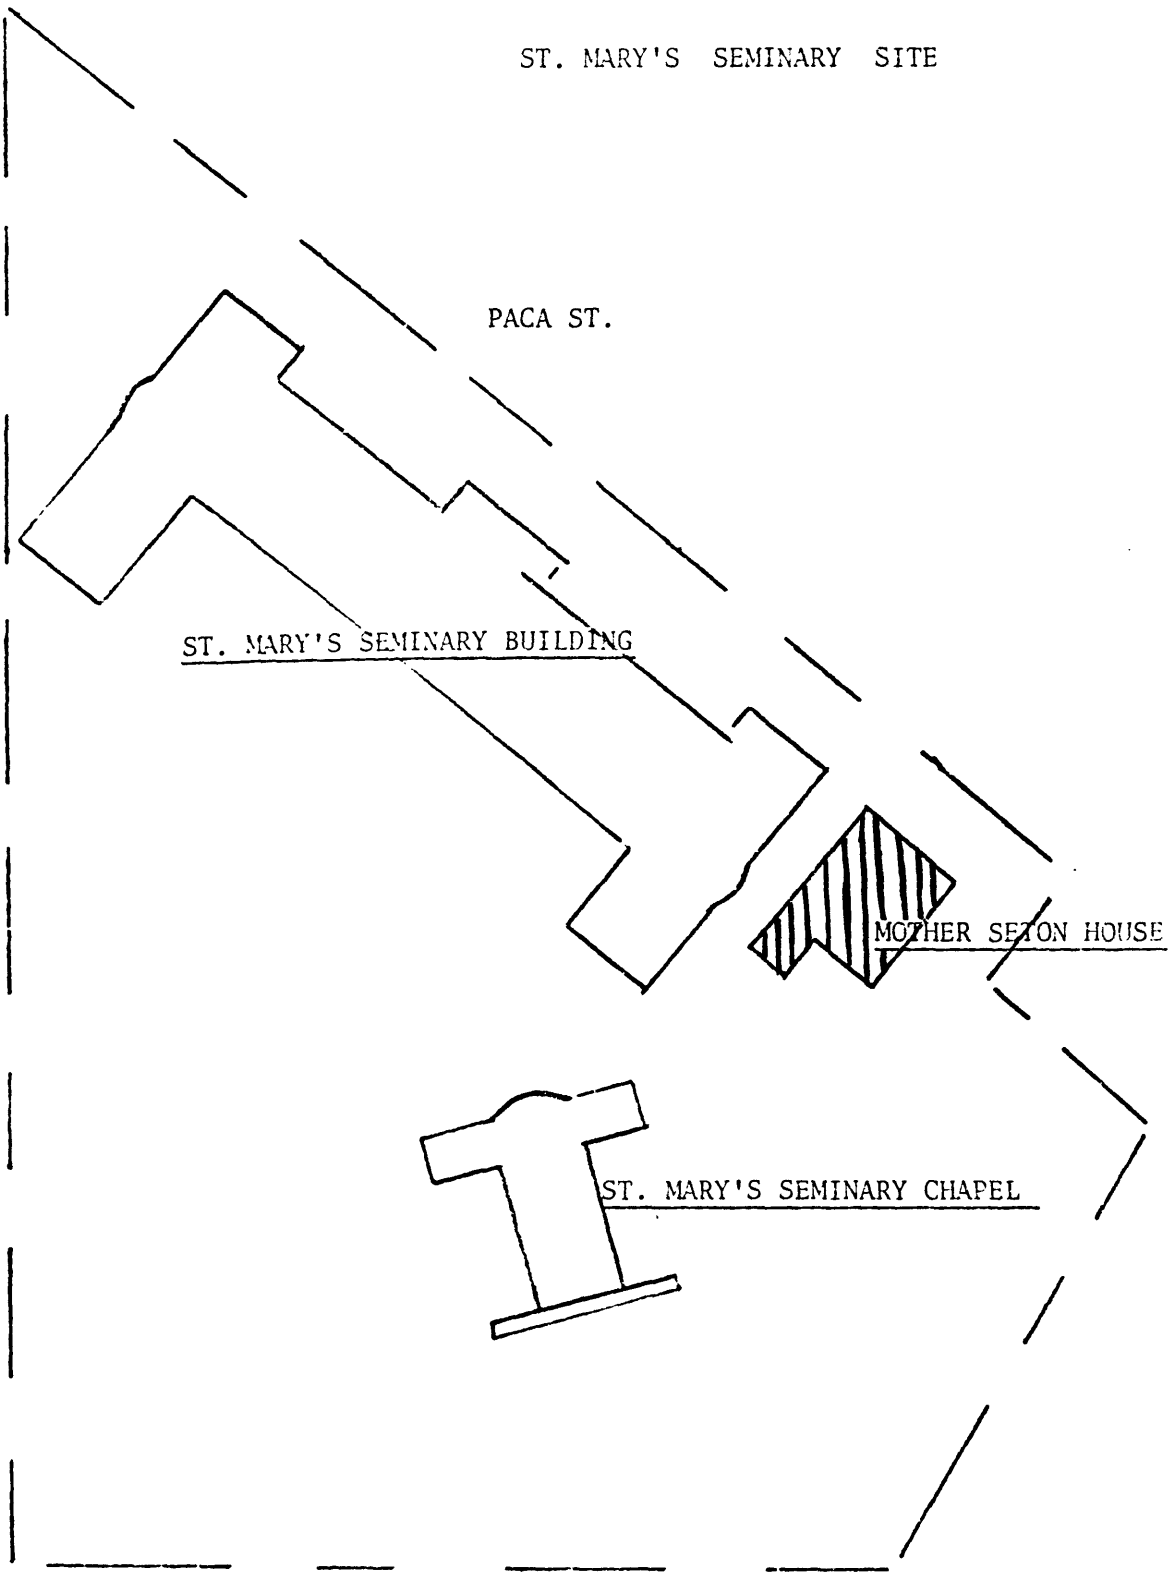 ST. MARY'S SEMINARY SITE
PACA ST.
ST. MARY'S SEMINARY BUILDING
MOTHER SETON HOUSE
ST. MARY'S SEMINARY CHAPEL